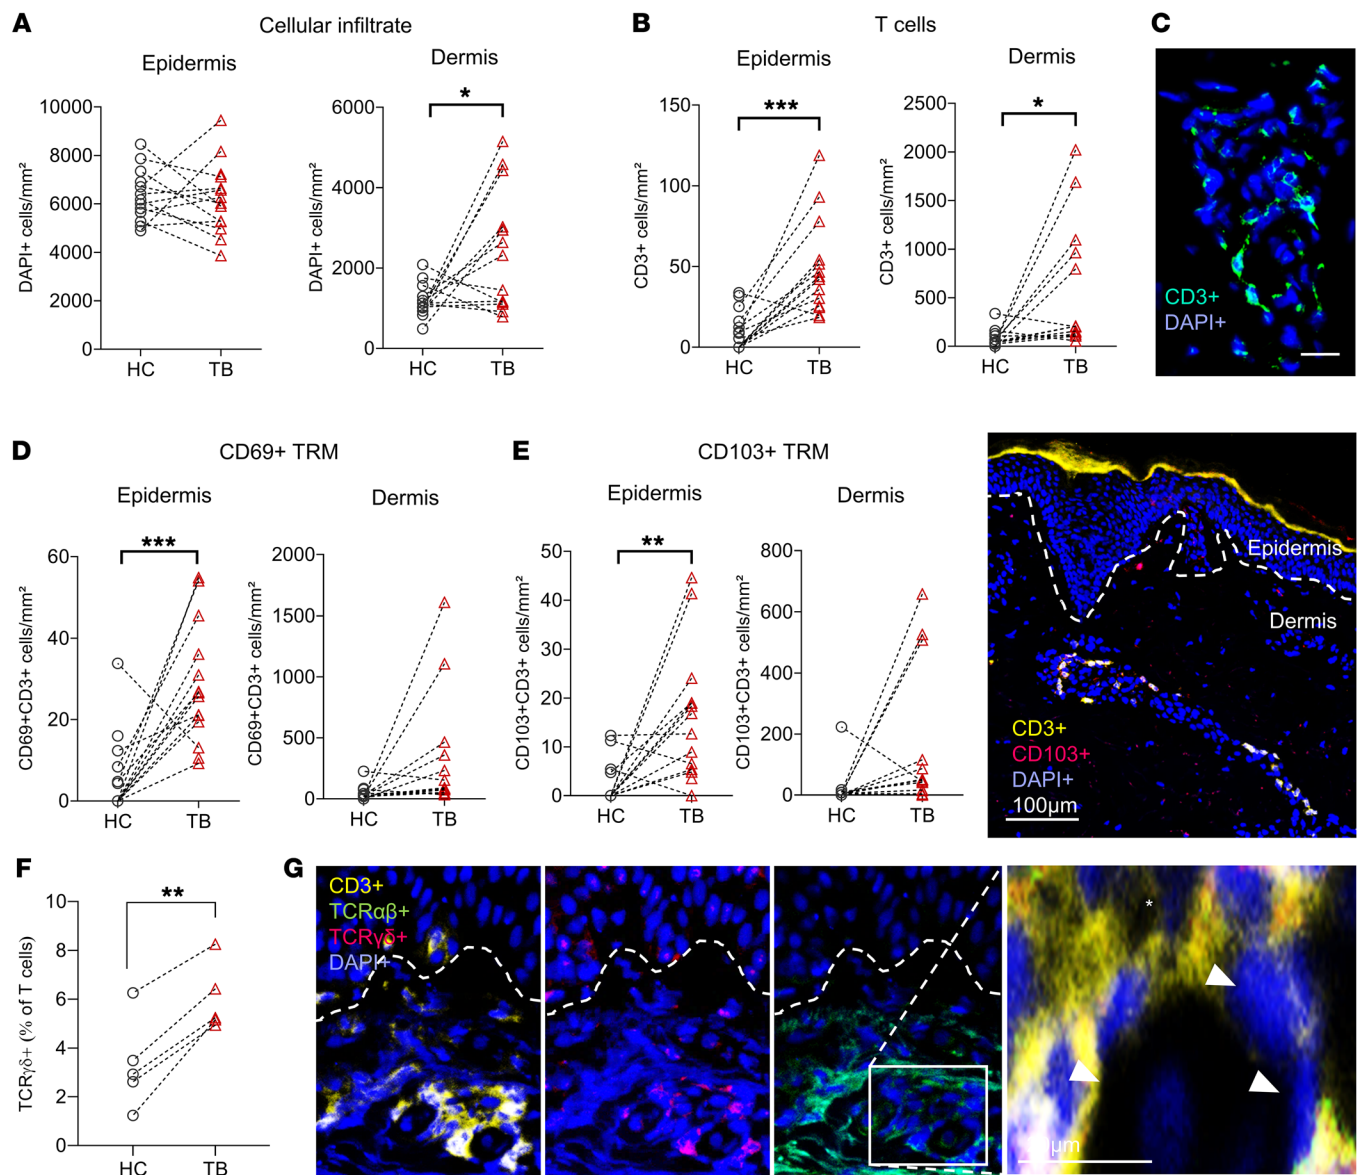 A
Cellular infiltrate
Epidermis
Dermis
DAPI+ cells/mm²
10000
8000
6000
4000
2000
0
HC
TB
DAPI+ cells/mm²
6000
4000
2000
0
*
HC
TB
B
T cells
Epidermis
Dermis
CD3+ cells/mm²
150
100
50
0
***
HC
TB
CD3+ cells/mm²
2500
2000
1500
1000
500
0
*
HC
TB
C
CD3+
DAPI+
D
CD69+ TRM
Epidermis
Dermis
CD69+CD3+ cells/mm²
60
40
20
0
***
HC
TB
CD69+CD3+ cells/mm²
2000
1500
1000
500
0
HC
TB
E
CD103+ TRM
Epidermis
Dermis
CD103+CD3+ cells/mm²
50
40
30
20
10
0
**
HC
TB
CD103+CD3+ cells/mm²
800
600
400
200
0
HC
TB
Epidermis
Dermis
CD3+
CD103+
DAPI+
100µm
F
TCRγδ+ (% of T cells)
10
8
6
4
2
0
**
HC
TB
G
CD3+
TCRαβ+
TCRγδ+
DAPI+
*
µm